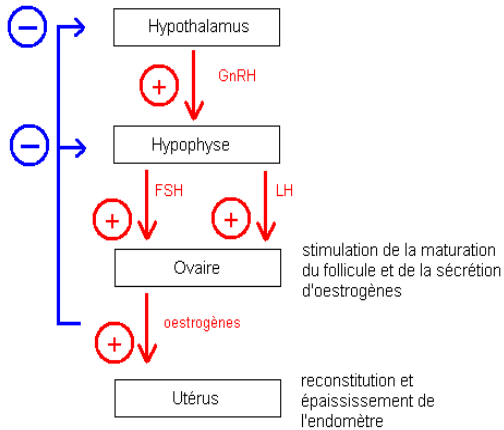 Hypothalamus
GnRH
Hypophyse
FSH
LH
Ovaire
stimulation de la maturation
du follicule et de la sécrétion
d'oestrogènes
oestrogènes
Utérus
reconstitution et
épaississement de
l'endomètre